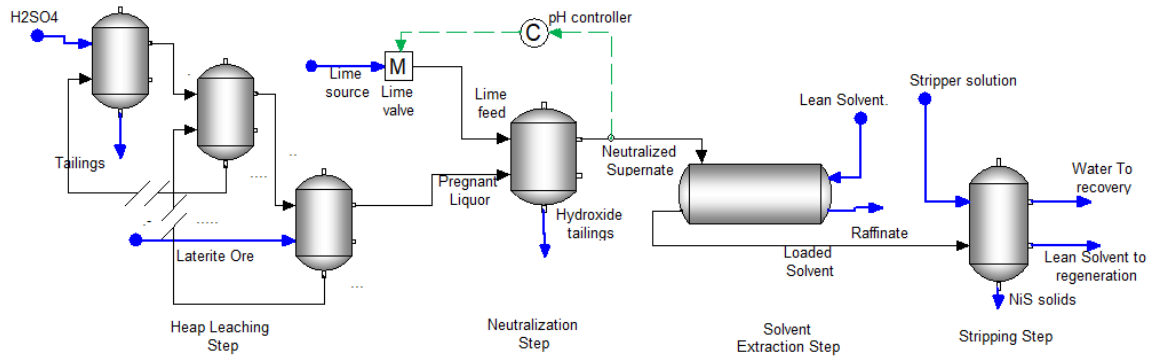 H2SO4
Tailings
Laterite Ore
Heap Leaching
Step
Lime
source
M
Lime
valve
C
pH controller
Lime
feed
Pregnant
Liquor
Neutralized
Supernate
Hydroxide
tailings
Neutralization
Step
Lean Solvent.
Raffinate
Loaded
Solvent
Solvent
Extraction Step
Stripper solution
Water To
recovery
Lean Solvent to
regeneration
NiS solids
Stripping Step